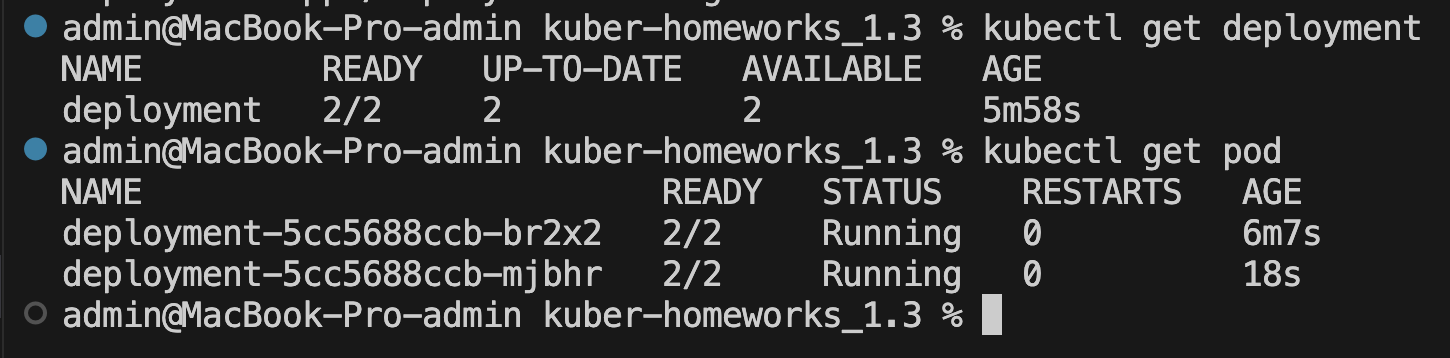 admin@MacBook-Pro-admin kuber-homeworks_1.3 % kubectl get deployment
NAME READY UP-TO-DATE AVAILABLE AGE
deployment 2/2 2 2 5m58s
admin@MacBook-Pro-admin kuber-homeworks_1.3 % kubectl get pod
NAME READY STATUS RESTARTS AGE
deployment-5cc5688ccb-br2x2 2/2 Running 0 6m7s
deployment-5cc5688ccb-mjbhr 2/2 Running 0 18s
admin@MacBook-Pro-admin kuber-homeworks_1.3 %